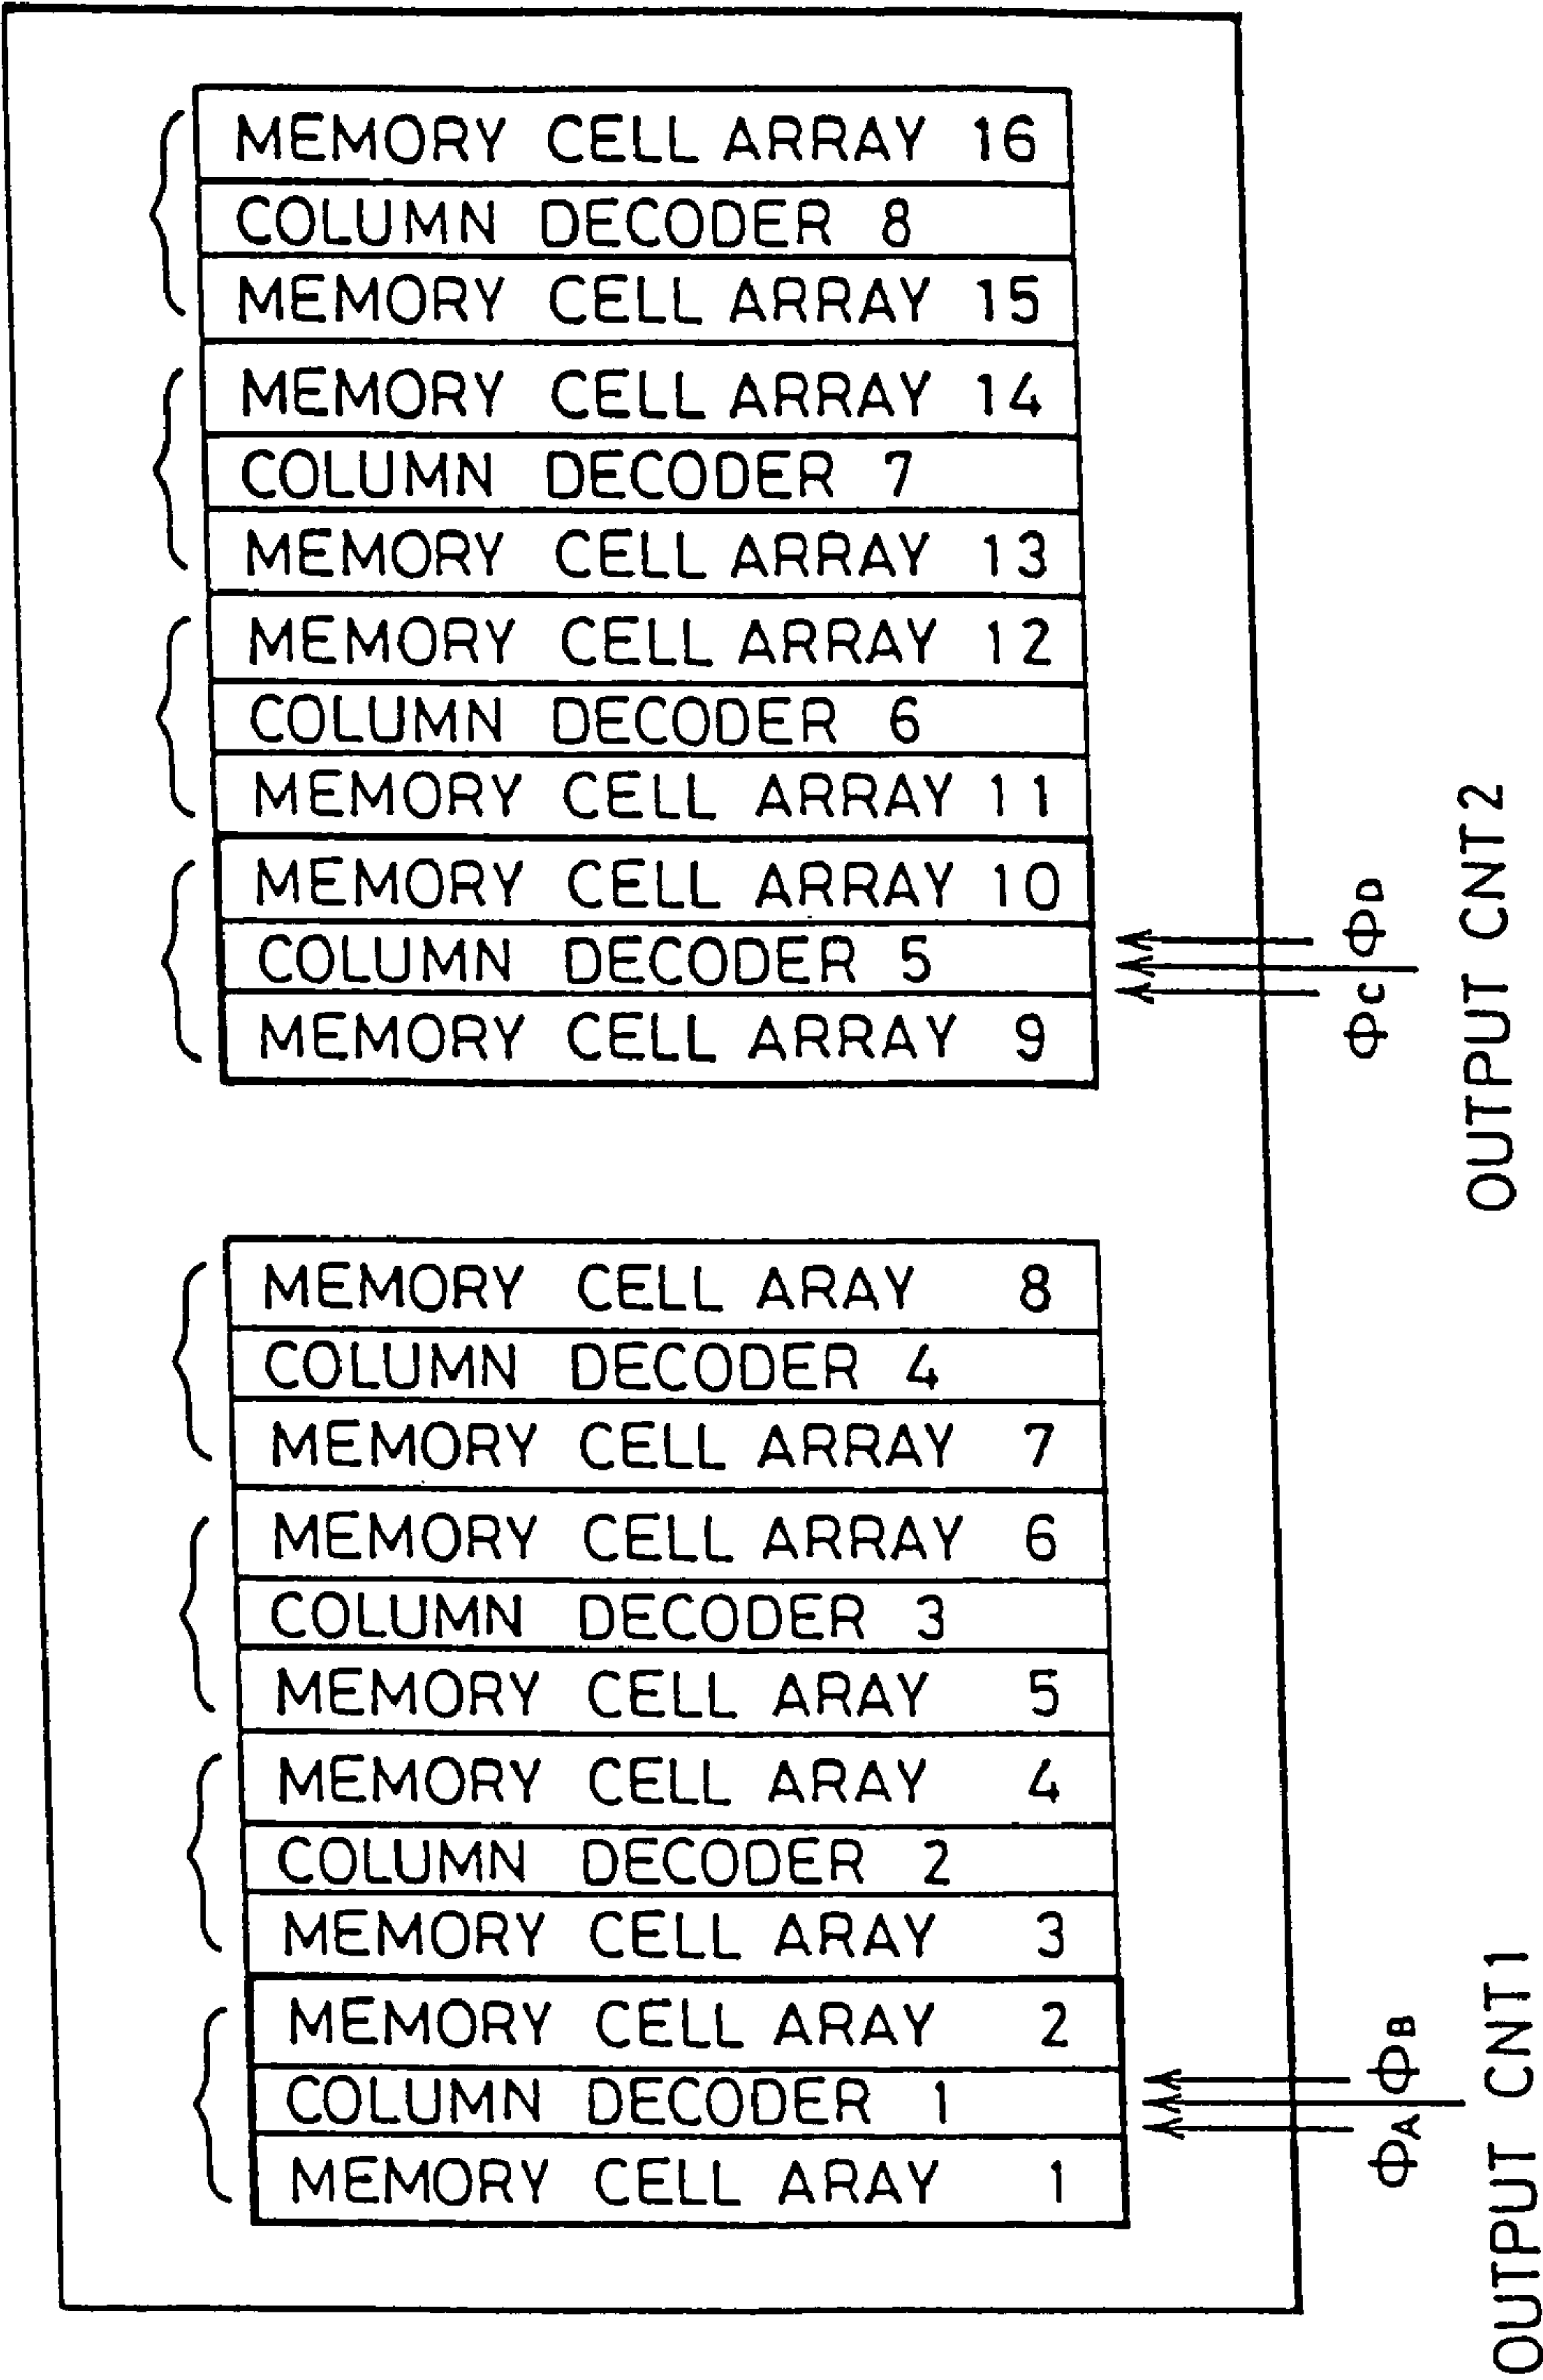 MEMORY CELL ARRAY 16
COLUMN DECODER 8
MEMORY CELL ARRAY 15
MEMORY CELL ARRAY 14
COLUMN DECODER 7
MEMORY CELL ARRAY 13
MEMORY CELL ARRAY 12
COLUMN DECODER 6
MEMORY CELL ARRAY 11
MEMORY CELL ARRAY 10
COLUMN DECODER 5
MEMORY CELL ARRAY 9
ΦC ΦD
OUTPUT CNT2
MEMORY CELL ARAY 8
COLUMN DECODER 4
MEMORY CELL ARRAY 7
MEMORY CELL ARRAY 6
COLUMN DECODER 3
MEMORY CELL ARAY 5
MEMORY CELL ARAY 4
COLUMN DECODER 2
MEMORY CELL ARAY 3
MEMORY CELL ARAY 2
COLUMN DECODER 1
MEMORY CELL ARAY 1
ΦA ΦB
OUTPUT CNT1